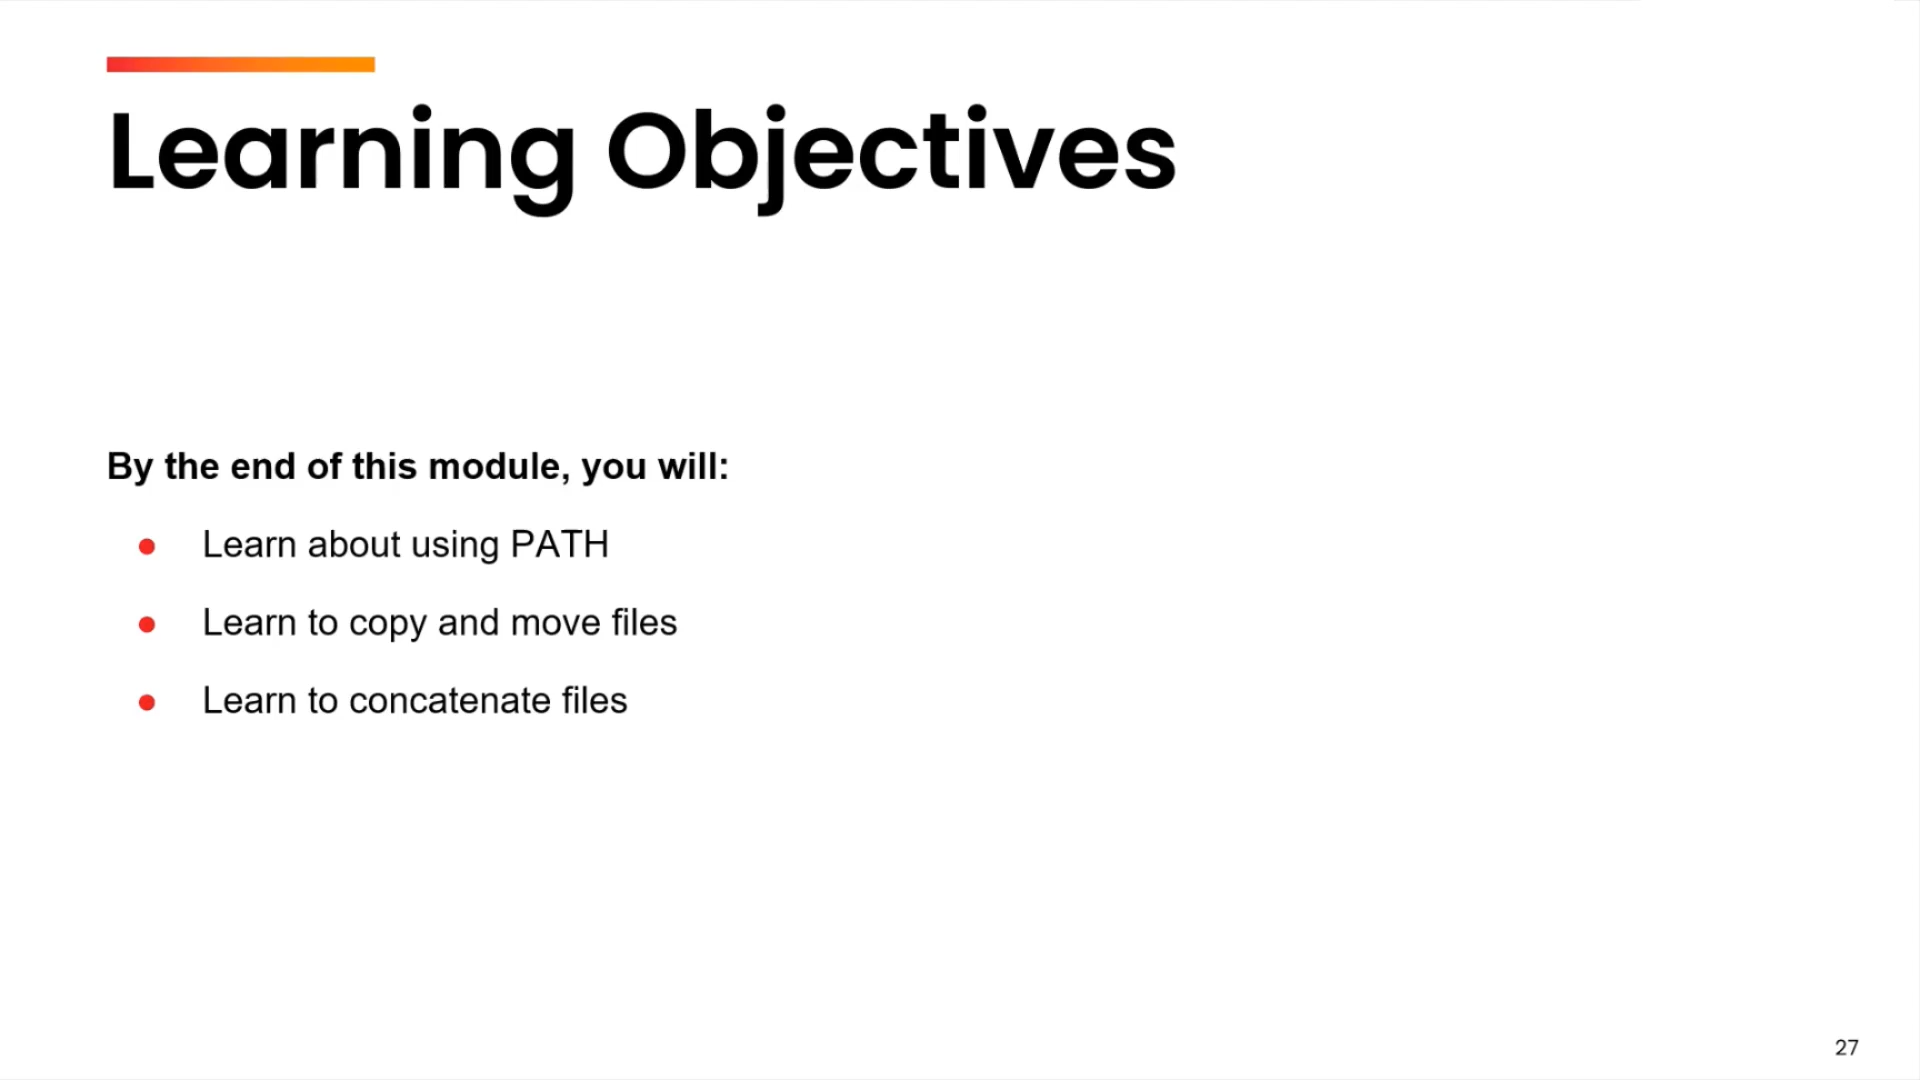 Learning Objectives
By the end of this module, you will:
● Learn about using PATH
● Learn to copy and move files
● Learn to concatenate files
27